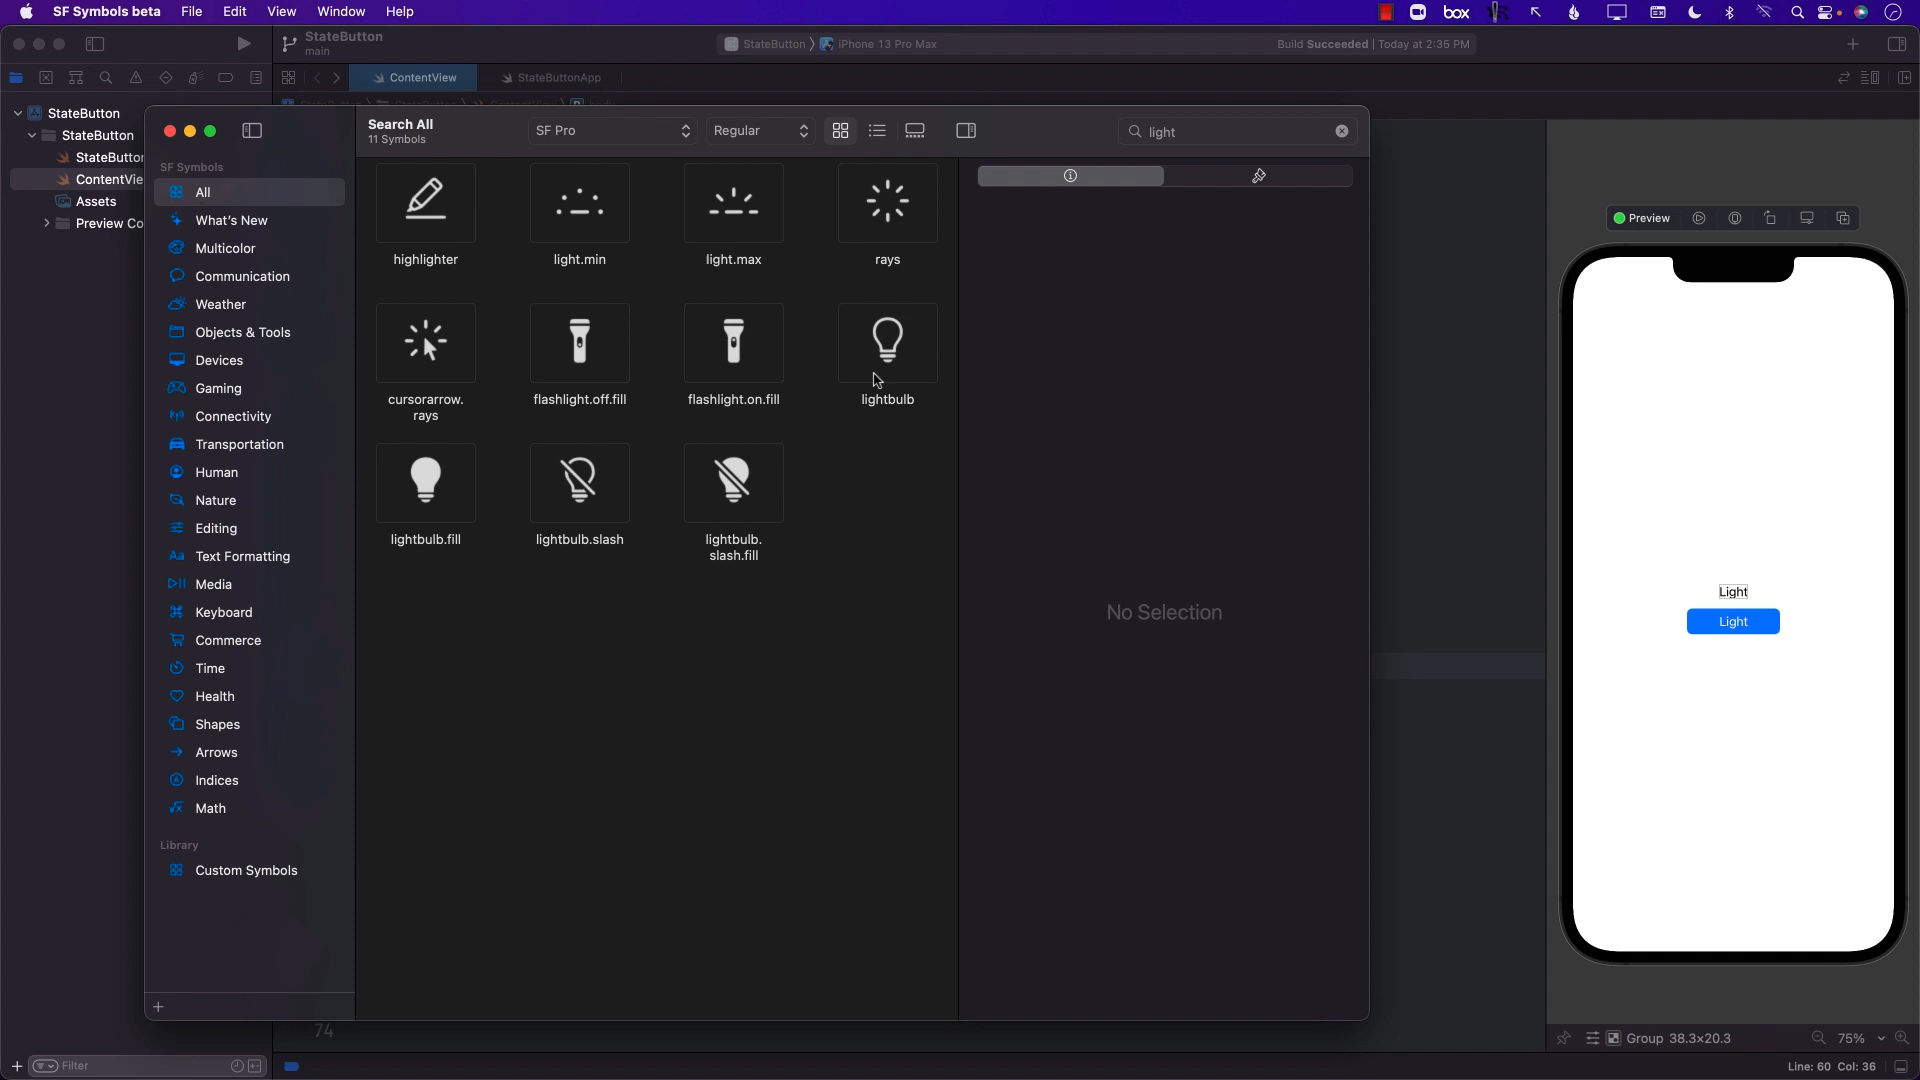 SF Symbols beta File Edit View Window Help
box
StateButton
main
StateButton iPhone 13 Pro Max
Build Succeeded | Today at 2:35 PM
ContentView
StateButtonApp
StateButton
StateButton
StateButton
ContentVie
Assets
Preview Co
SF Symbols
All
What's New
Multicolor
Communication
Weather
Objects & Tools
Devices
Gaming
Connectivity
Transportation
Human
Nature
Editing
Text Formatting
Media
Keyboard
Commerce
Time
Health
Shapes
Arrows
Indices
Math
Library
Custom Symbols
Search All
11 Symbols
SF Pro
Regular
light
highlighter
light.min
light.max
rays
cursorarrow.
rays
flashlight.off.fill
flashlight.on.fill
lightbulb
lightbulb.fill
lightbulb.slash
lightbulb.
slash.fill
No Selection
Preview
Light
Light
74
Group 38.3×20.3
75%
Filter
Line: 60 Col: 36